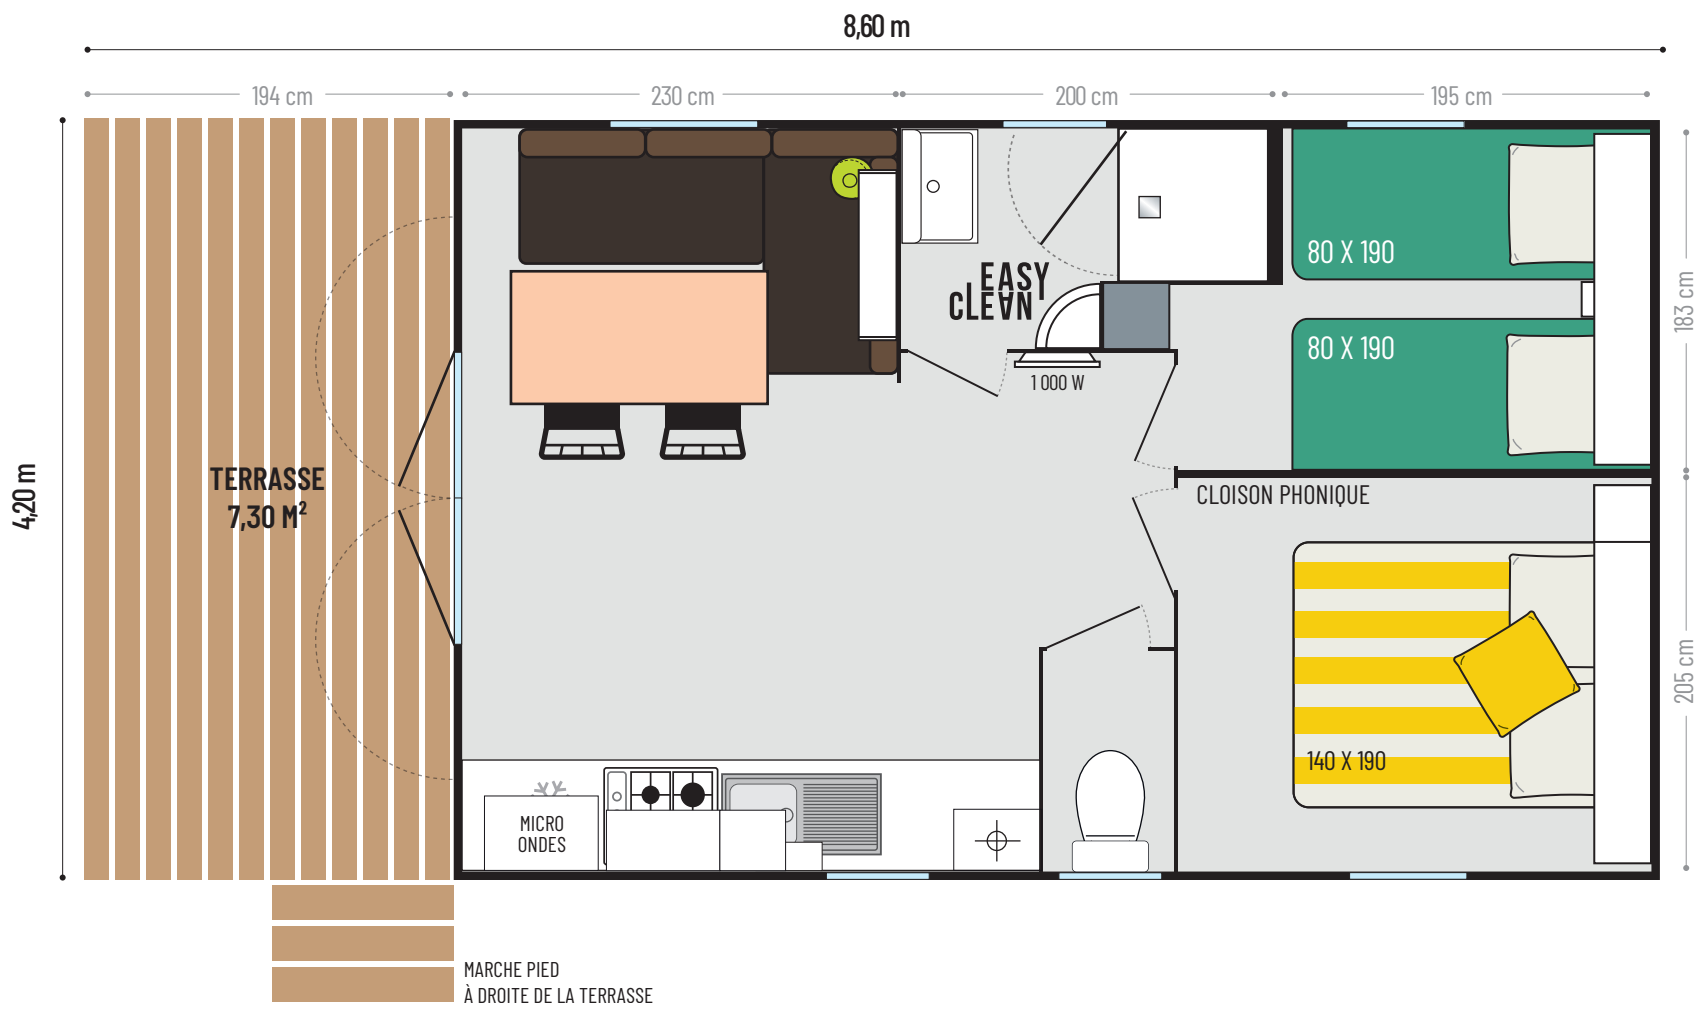 8,60 m
194 cm
230 cm
200 cm
195 cm
80 X 190
EASY
CLEAN
183 cm
80 X 190
1 000 W
4,20 m
TERRASSE
7,30 M²
CLOISON PHONIQUE
205 cm
140 X 190
MICRO
ONDES
MARCHE PIED
À DROITE DE LA TERRASSE